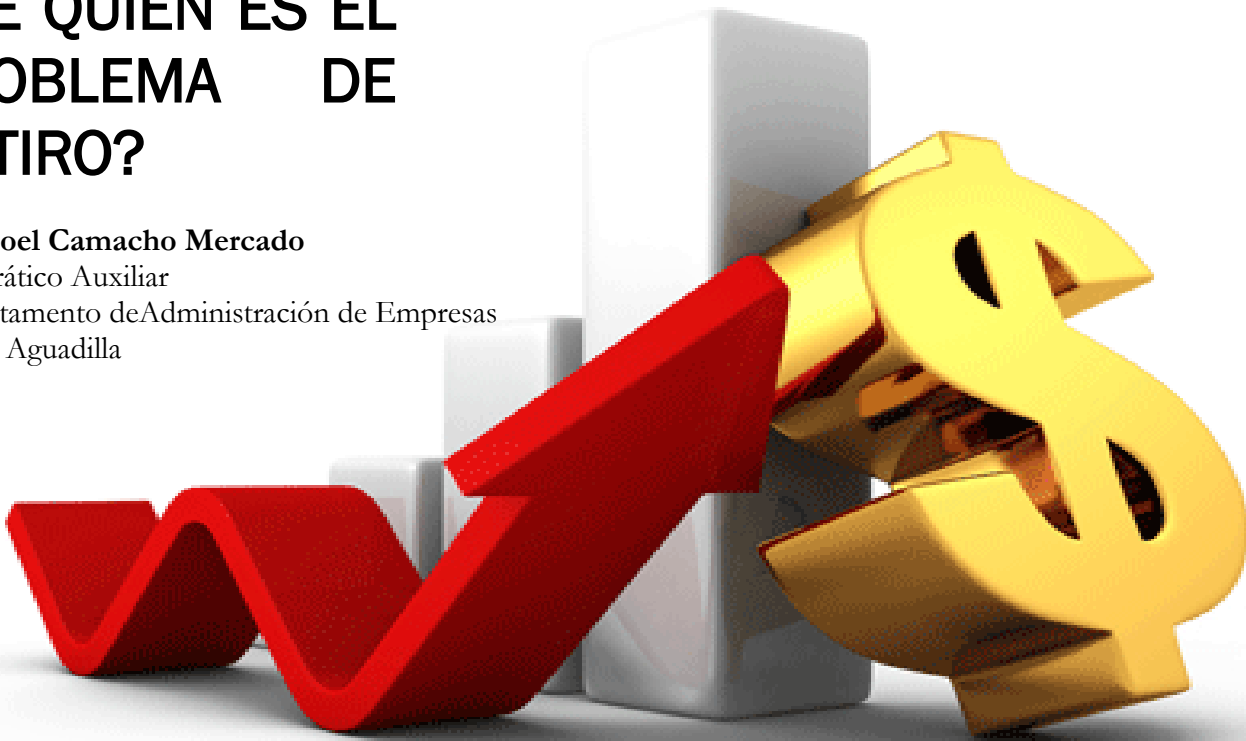 E QUIEN ES EL
OBLEMA DE
TIRO?
oel Camacho Mercado
rático Auxiliar
tamento deAdministración de Empresas
Aguadilla